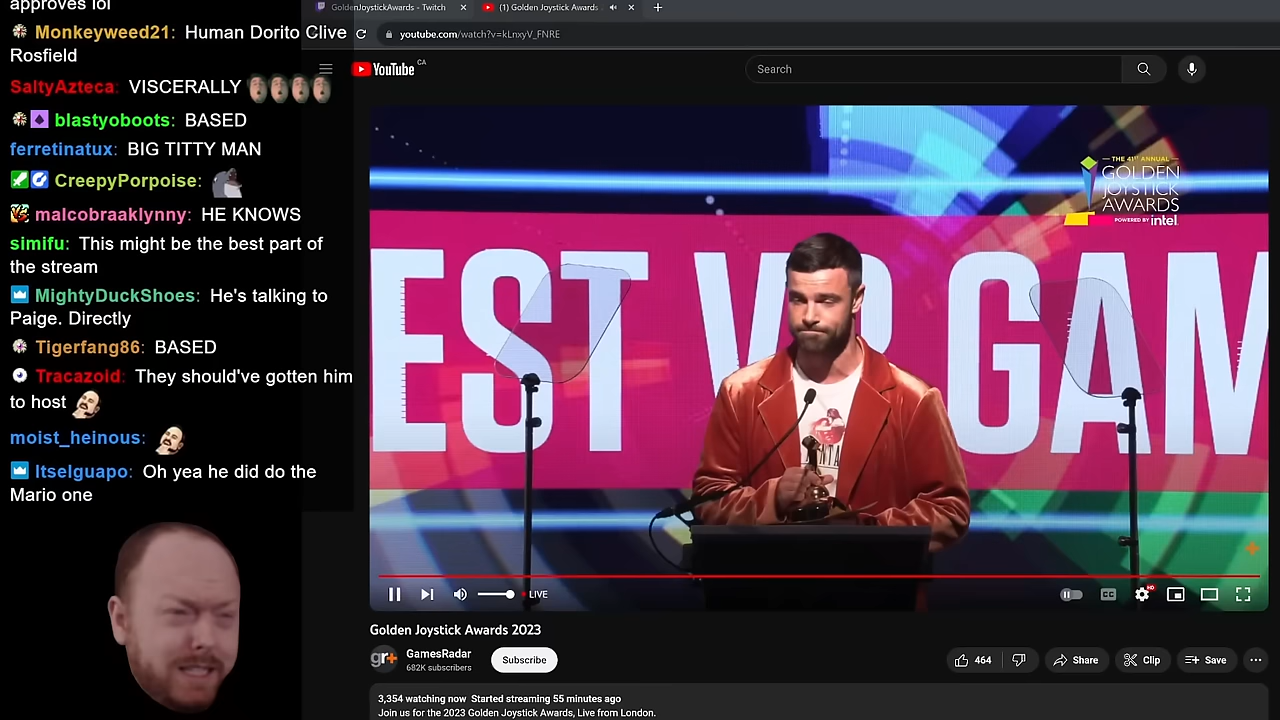 approves lol
Monkeyweed21: Human Dorito Clive
Rosfield
SaltyAzteca: VISCERALLY
blastyoboots: BASED
ferretinatux: BIG TITTY MAN
CreepyPorpoise:
malcobraaklynny: HE KNOWS
simifu: This might be the best part of
the stream
MightyDuckShoes: He's talking to
Paige. Directly
Tigerfang86: BASED
Tracazoid: They should've gotten him
to host
moist_heinous:
Itselguapo: Oh yea he did do the
Mario one
GoldenJoystickAwards - Twitch
(1) Golden Joystick Awards
youtube.com/watch?v=kLnxyV_FNRE
YouTube CA
Search
THE 41ST ANNUAL
GOLDEN
JOYSTICK
AWARDS
POWERED BY intel.
EST VR GAM
LIVE
CC
HD
Golden Joystick Awards 2023
gr+
GamesRadar
682K subscribers
Subscribe
464
Share
Clip
Save
3,354 watching now Started streaming 55 minutes ago
Join us for the 2023 Golden Joystick Awards, Live from London.